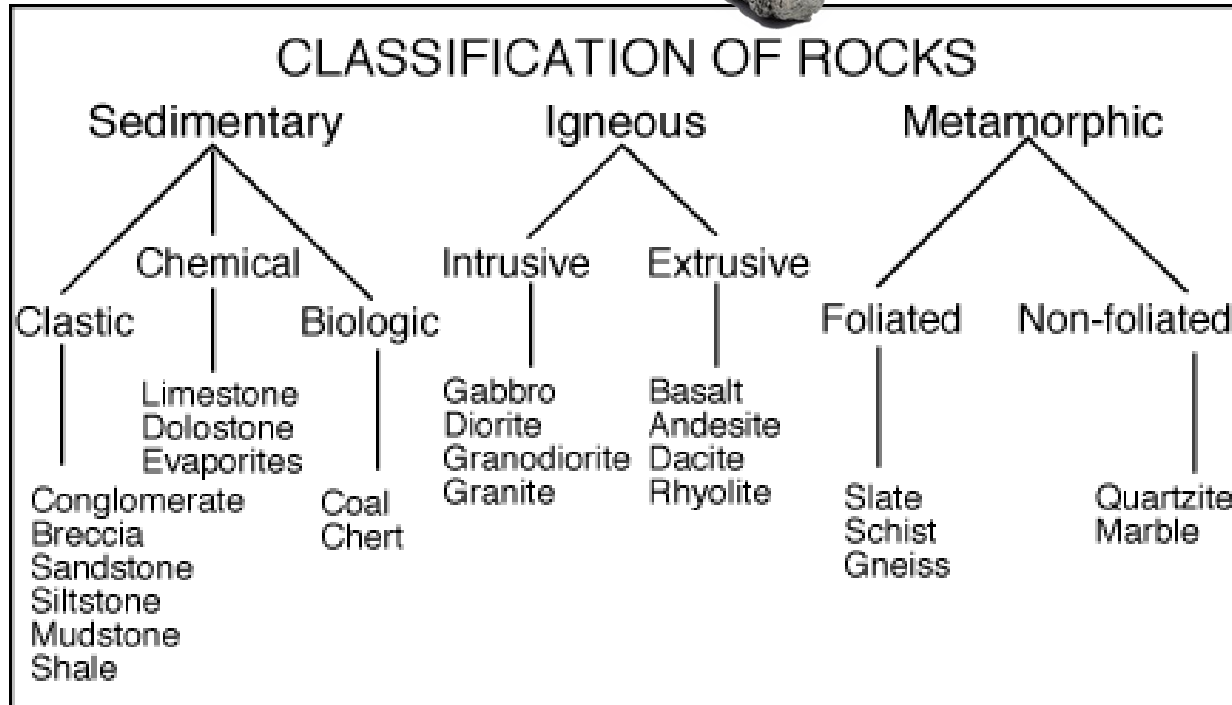 CLASSIFICATION OF ROCKS
Sedimentary
Igneous
Metamorphic
Clastic
Chemical
Biologic
Intrusive
Extrusive
Foliated
Non-foliated
Conglomerate
Breccia
Sandstone
Siltstone
Mudstone
Shale
Limestone
Dolostone
Evaporites
Coal
Chert
Gabbro
Diorite
Granodiorite
Granite
Basalt
Andesite
Dacite
Rhyolite
Slate
Schist
Gneiss
Quartzite
Marble